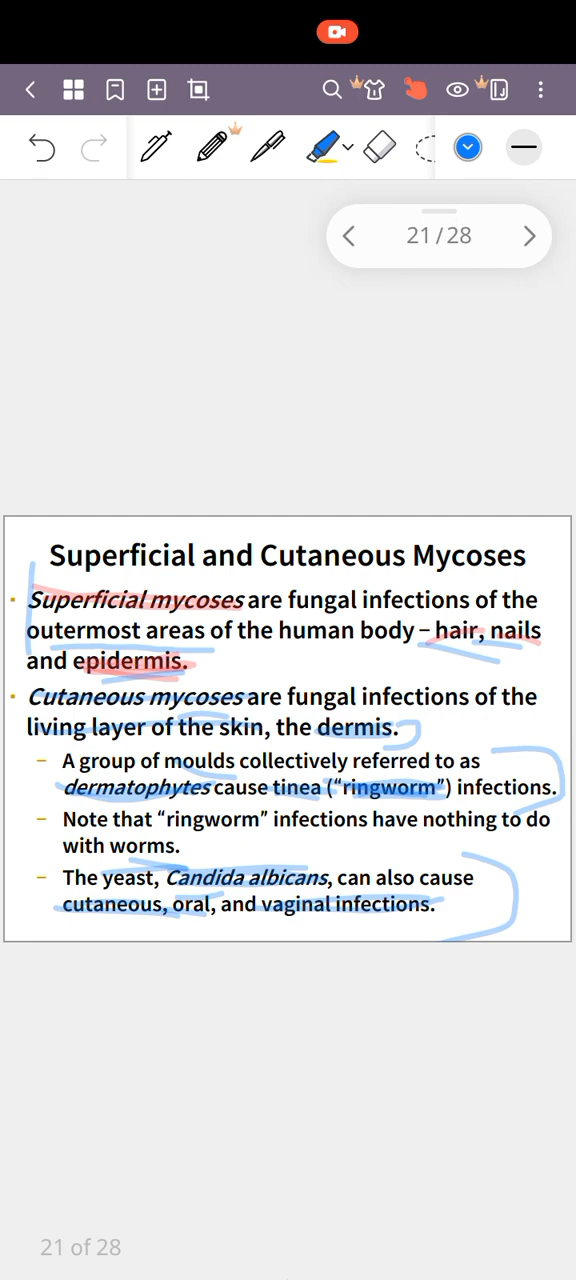 21 / 28
Superficial and Cutaneous Mycoses
▪ Superficial mycoses are fungal infections of the
outermost areas of the human body – hair, nails
and epidermis.
▪ Cutaneous mycoses are fungal infections of the
living layer of the skin, the dermis.
– A group of moulds collectively referred to as
dermatophytes cause tinea (“ringworm”) infections.
– Note that “ringworm” infections have nothing to do
with worms.
– The yeast, Candida albicans, can also cause
cutaneous, oral, and vaginal infections.
21 of 28